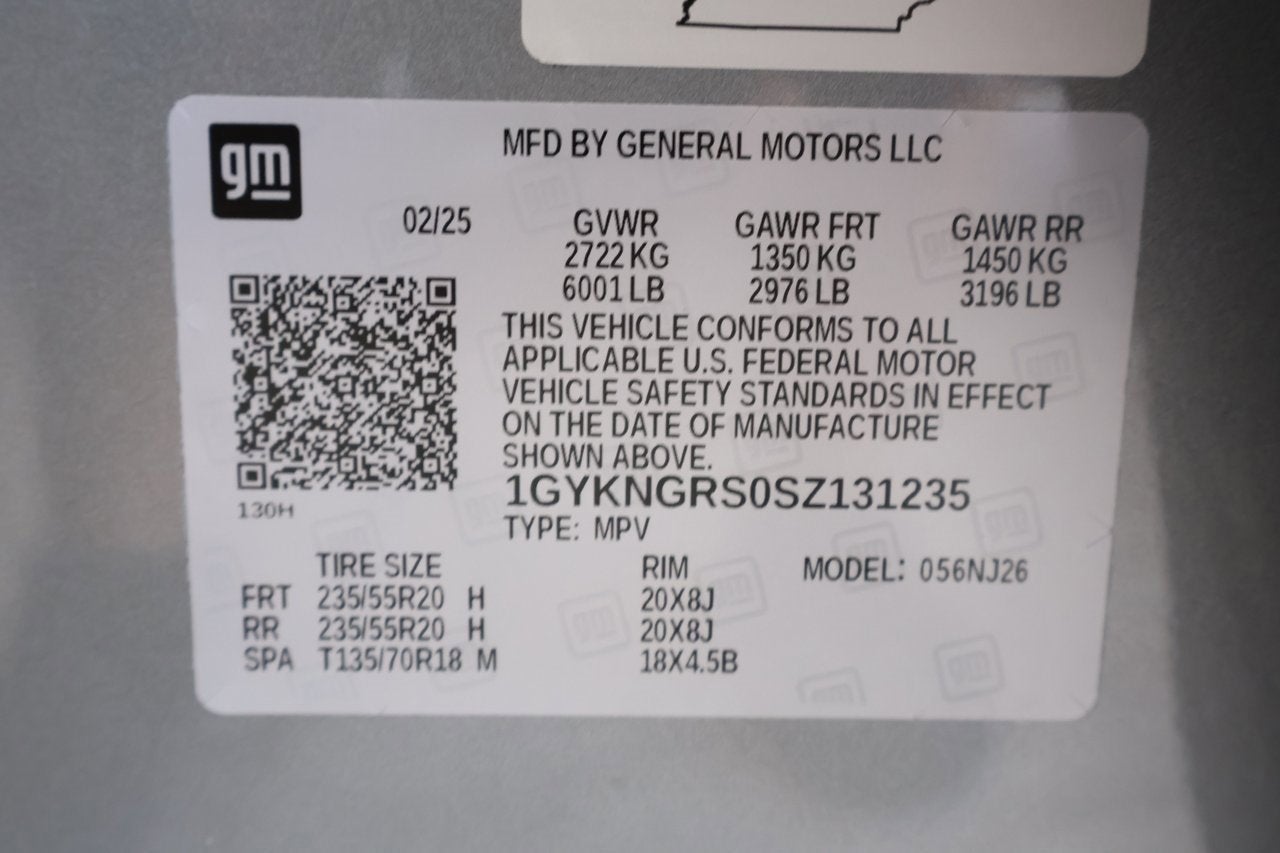 gm
MFD BY GENERAL MOTORS LLC
02/25 GVWR GAWR FRT GAWR RR
2722 KG 1350 KG 1450 KG
6001 LB 2976 LB 3196 LB
THIS VEHICLE CONFORMS TO ALL
APPLICABLE U.S. FEDERAL MOTOR
VEHICLE SAFETY STANDARDS IN EFFECT
ON THE DATE OF MANUFACTURE
SHOWN ABOVE.
1GYKNGRS0SZ131235
130H
TYPE: MPV
TIRE SIZE RIM MODEL: 056NJ26
FRT 235/55R20 H 20X8J
RR 235/55R20 H 20X8J
SPA T135/70R18 M 18X4.5B